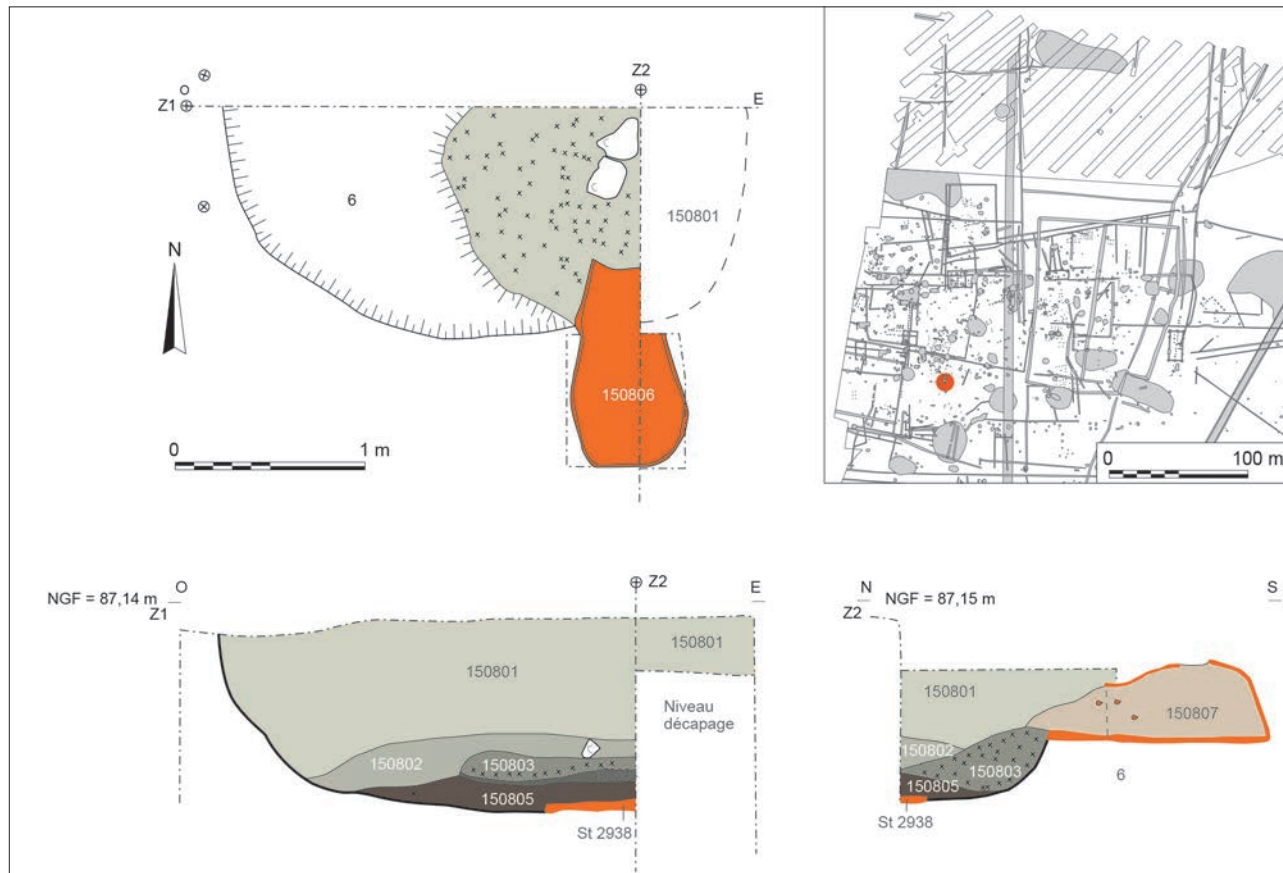 Z2
O
Z1
E
6
150801
N
150806
0 1 m
0 100 m
Z2
O
E
NGF = 87,14 m
Z1
150801
150801
Niveau
décapage
C
150802
150803
150805
St 2938
N
NGF = 87,15 m
S
Z2
150801
150807
150802
150803
150805
6
St 2938